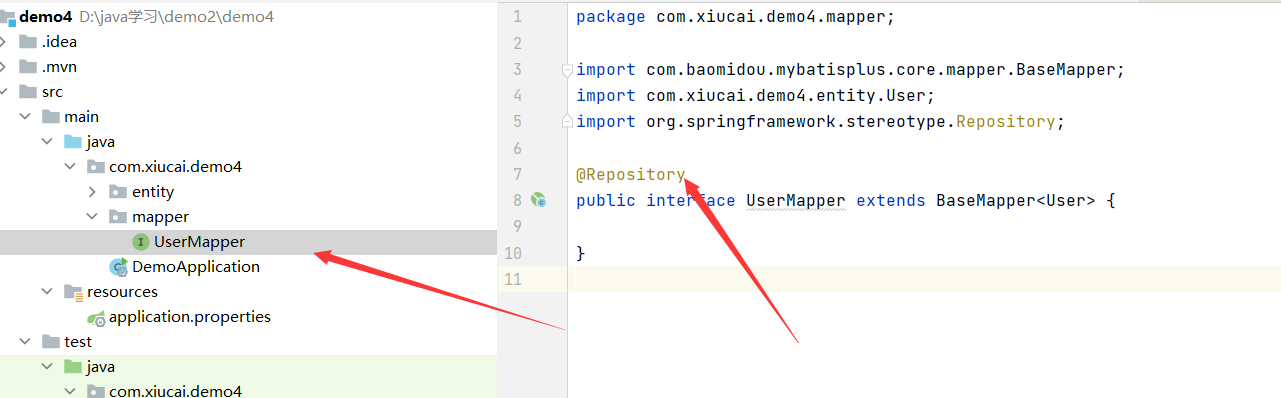 demo4 D:\java学习\demo2\demo4
.idea
.mvn
src
main
java
com.xiucai.demo4
entity
mapper
UserMapper
DemoApplication
resources
application.properties
test
java
com.xiucai.demo4
1 package com.xiucai.demo4.mapper;
2
3 import com.baomidou.mybatisplus.core.mapper.BaseMapper;
4 import com.xiucai.demo4.entity.User;
5 import org.springframework.stereotype.Repository;
6
7 @Repository
8 public interface UserMapper extends BaseMapper<User> {
9
10 }
11